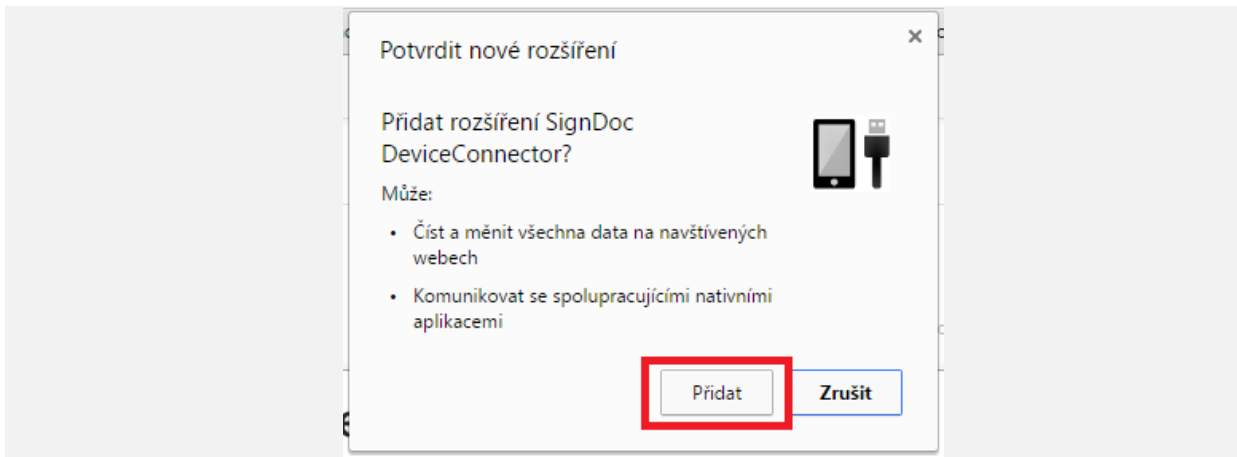 Potvrdit nové rozšíření
Přidat rozšíření SignDoc
DeviceConnector?
Může:
• Číst a měnit všechna data na navštívených
webech
• Komunikovat se spolupracujícími nativními
aplikacemi
Přidat
Zrušit